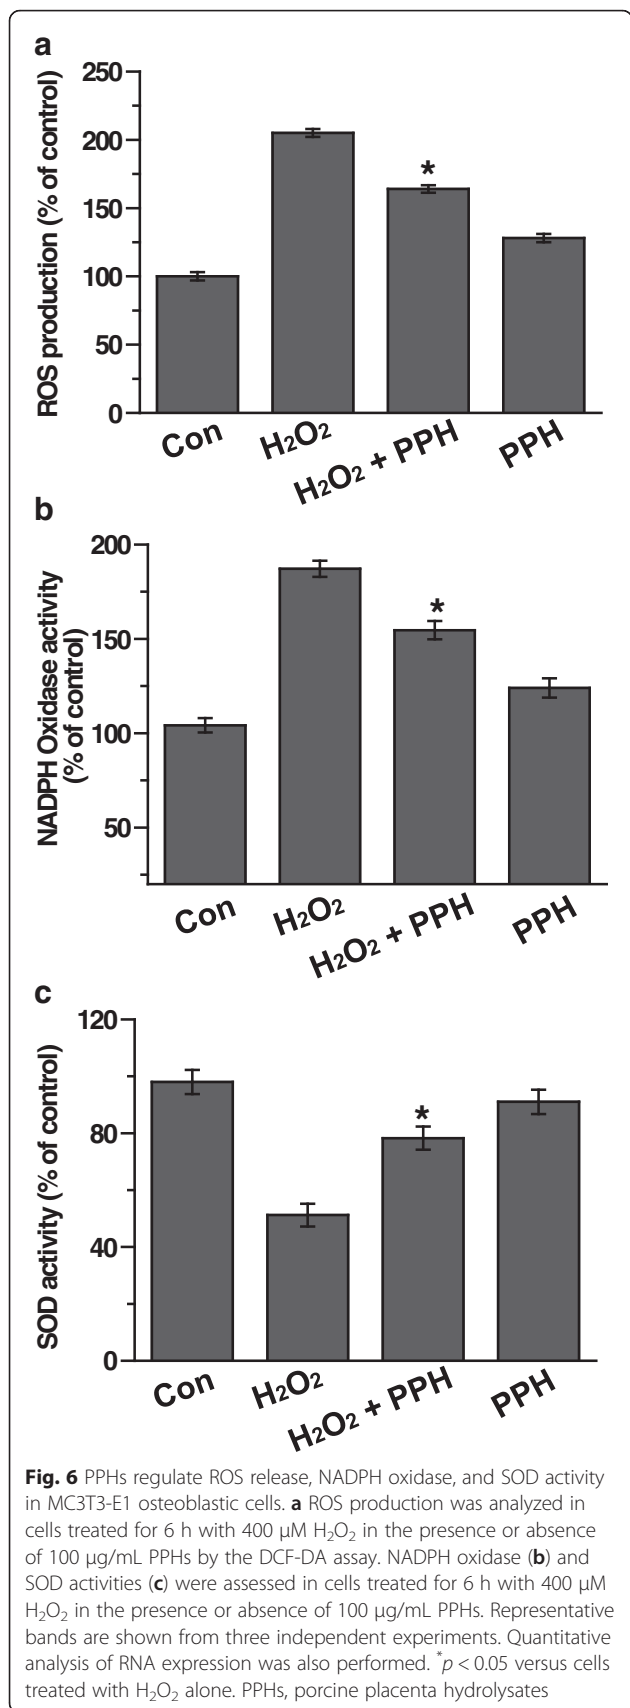 a
ROS production (% of control)
250
200
150
100
50
0
*
Con
H₂O₂
H₂O₂ + PPH
PPH
b
NADPH Oxidase activity
(% of control)
200
150
100
50
*
Con
H₂O₂
H₂O₂ + PPH
PPH
c
SOD activity (% of control)
120
80
40
0
*
Con
H₂O₂
H₂O₂ + PPH
PPH
Fig. 6 PPHs regulate ROS release, NADPH oxidase, and SOD activity
in MC3T3-E1 osteoblastic cells. a ROS production was analyzed in
cells treated for 6 h with 400 μM H₂O₂ in the presence or absence
of 100 μg/mL PPHs by the DCF-DA assay. NADPH oxidase (b) and
SOD activities (c) were assessed in cells treated for 6 h with 400 μM
H₂O₂ in the presence or absence of 100 μg/mL PPHs. Representative
bands are shown from three independent experiments. Quantitative
analysis of RNA expression was also performed. *p < 0.05 versus cells
treated with H₂O₂ alone. PPHs, porcine placenta hydrolysates